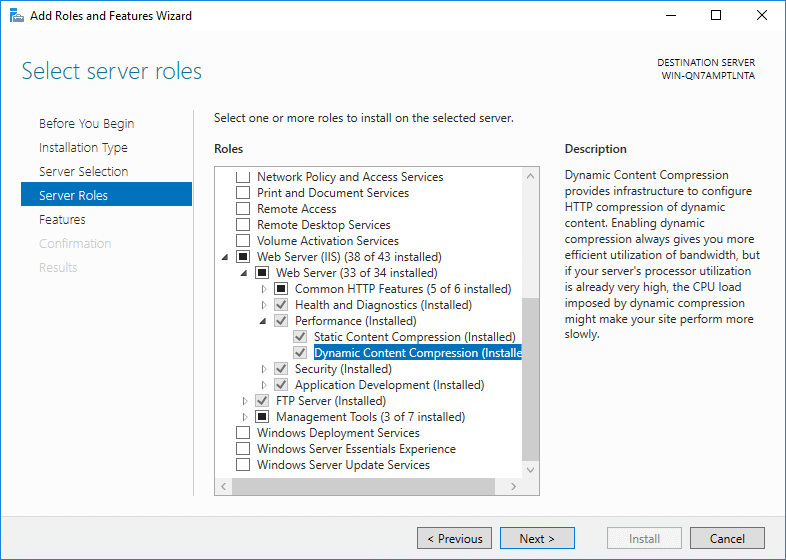 Add Roles and Features Wizard
Select server roles
DESTINATION SERVER
WIN-QN7AMPTLNTA
Before You Begin
Installation Type
Server Selection
Server Roles
Features
Confirmation
Results
Select one or more roles to install on the selected server.
Roles
Network Policy and Access Services
Print and Document Services
Remote Access
Remote Desktop Services
Volume Activation Services
Web Server (IIS) (38 of 43 installed)
Web Server (33 of 34 installed)
Common HTTP Features (5 of 6 installed)
Health and Diagnostics (Installed)
Performance (Installed)
Static Content Compression (Installed)
Dynamic Content Compression (Installe
Security (Installed)
Application Development (Installed)
FTP Server (Installed)
Management Tools (3 of 7 installed)
Windows Deployment Services
Windows Server Essentials Experience
Windows Server Update Services
Description
Dynamic Content Compression
provides infrastructure to configure
HTTP compression of dynamic
content. Enabling dynamic
compression always gives you more
efficient utilization of bandwidth, but
if your server's processor utilization
is already very high, the CPU load
imposed by dynamic compression
might make your site perform more
slowly.
< Previous
Next >
Install
Cancel